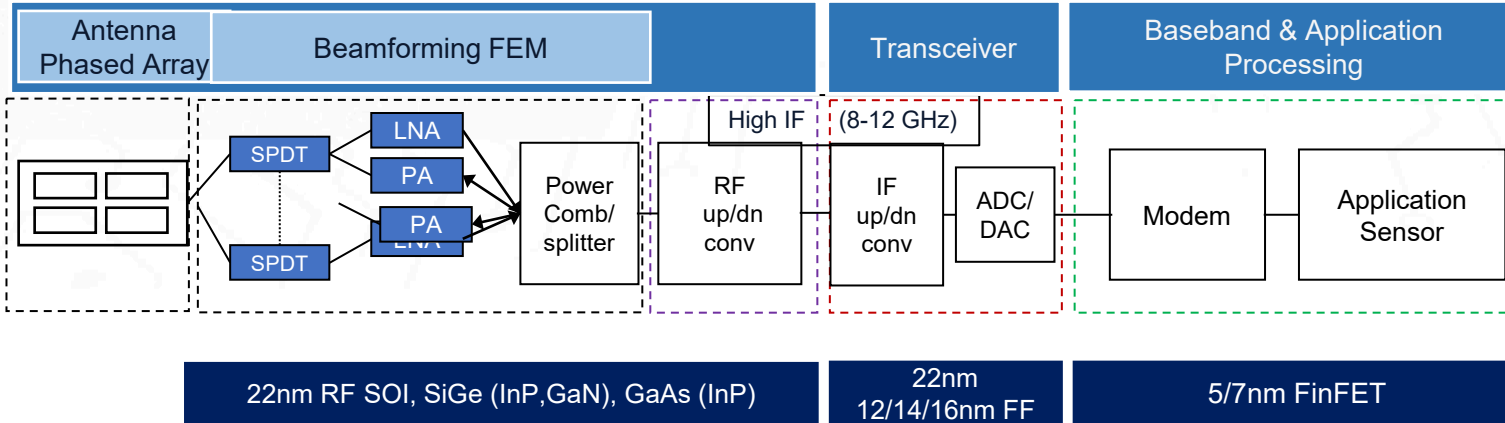 Antenna
Phased Array
Beamforming FEM
Transceiver
Baseband & Application
Processing
High IF (8-12 GHz)
SPDT
LNA
PA
PA
LNA
SPDT
Power
Comb/
splitter
RF
up/dn
conv
IF
up/dn
conv
ADC/
DAC
Modem
Application
Sensor
22nm RF SOI, SiGe (InP,GaN), GaAs (InP)
22nm
12/14/16nm FF
5/7nm FinFET